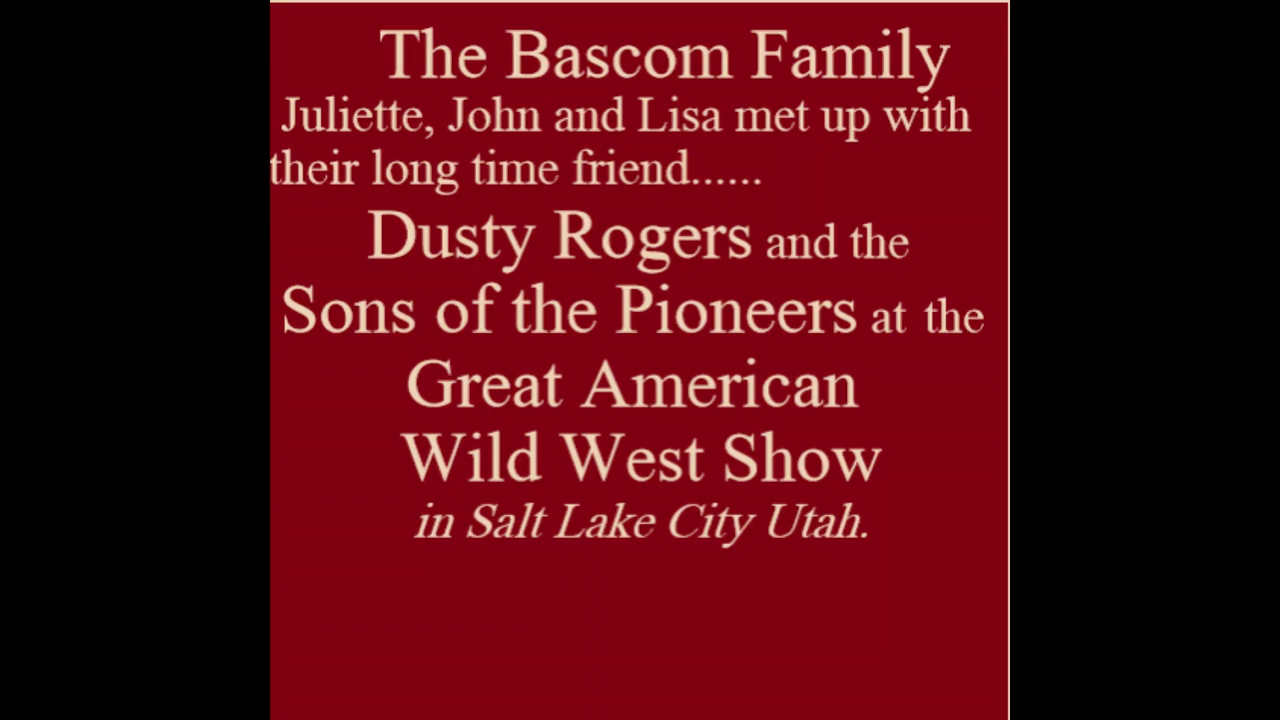 The Bascom Family
Juliette, John and Lisa met up with
their long time friend......
Dusty Rogers and the
Sons of the Pioneers at the
Great American
Wild West Show
in Salt Lake City Utah.